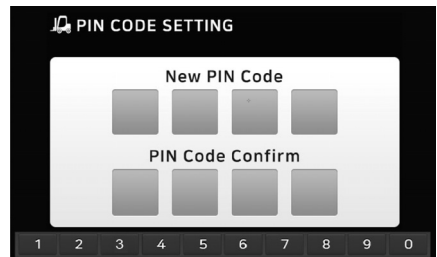 PIN CODE SETTING
New PIN Code
PIN Code Confirm
1 2 3 4 5 6 7 8 9 0